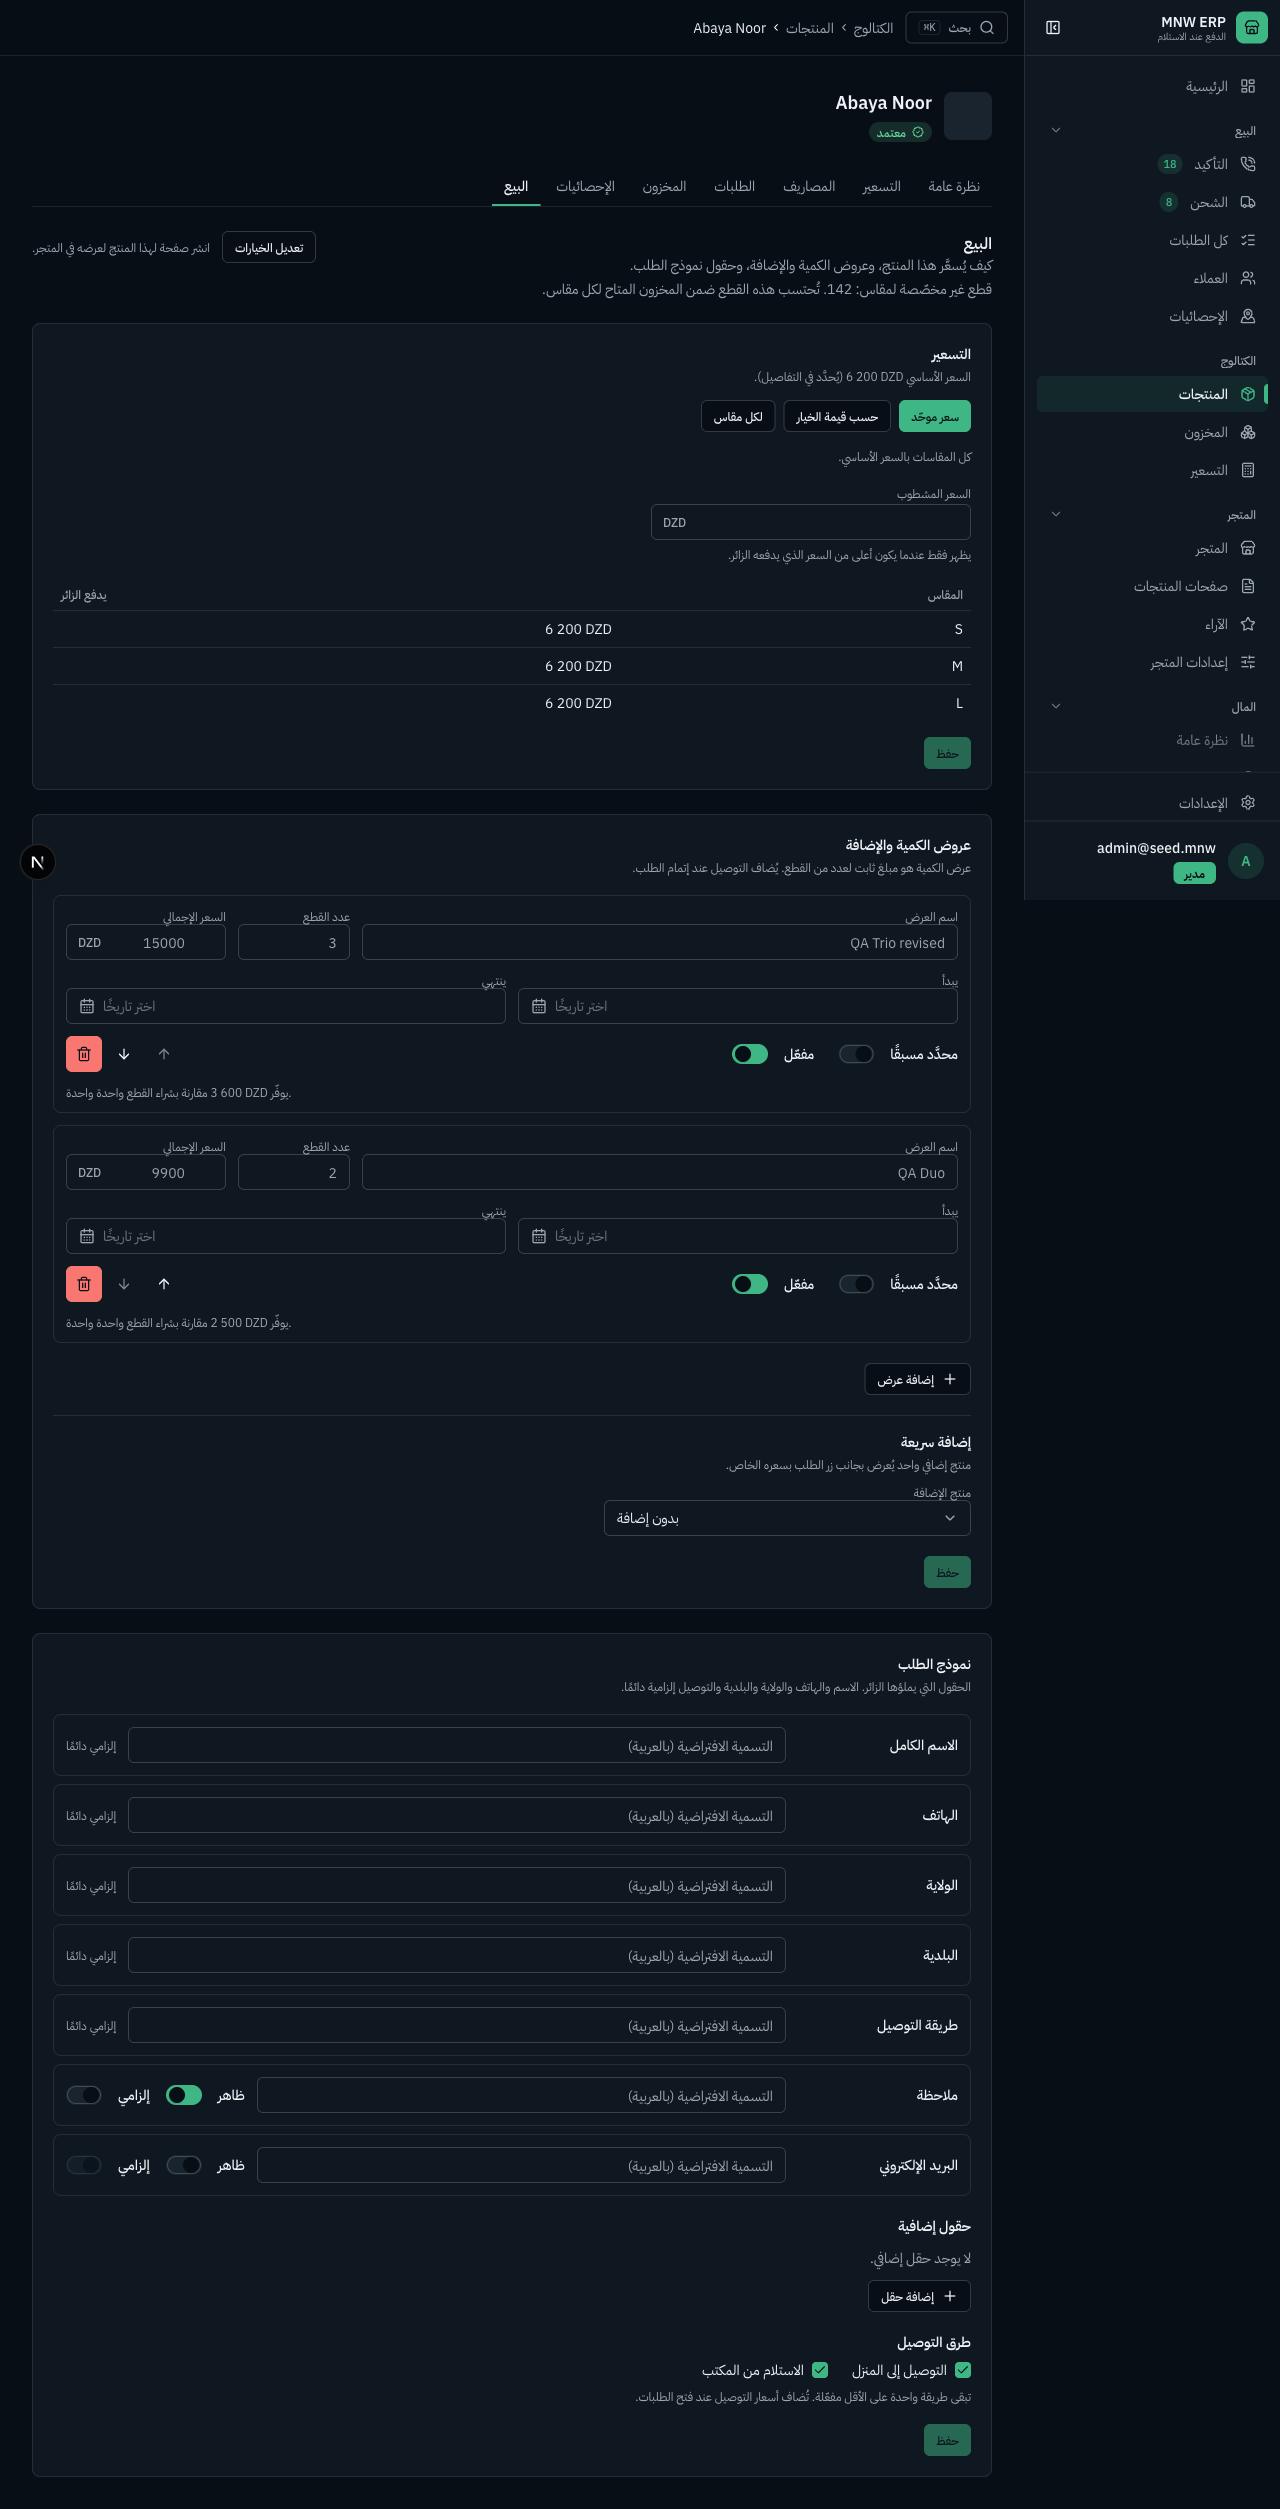 MNW ERP
الدفع عند الاستلام
الرئيسية
البيع
التأكيد 18
الشحن 8
كل الطلبات
العملاء
الإحصائيات
الكتالوج
المنتجات
المخزون
التسعير
المتجر
المتجر
صفحات المنتجات
الآراء
إعدادات المتجر
المال
نظرة عامة
الإعدادات
A
admin@seed.mnw
مدير
بحث ⌘K
الكتالوج › المنتجات › Abaya Noor
Abaya Noor
معتمد
نظرة عامة التسعير المصاريف الطلبات المخزون الإحصائيات البيع
البيع
كيف يُسعَّر هذا المنتج، وعروض الكمية والإضافة، وحقول نموذج الطلب.
قطع غير مخصّصة لمقاس: 142. تُحتسب هذه القطع ضمن المخزون المتاح لكل مقاس.
تعديل الخيارات
انشر صفحة لهذا المنتج لعرضه في المتجر.
التسعير
السعر الأساسي 6 200 DZD (يُحدَّد في التفاصيل).
سعر موحّد حسب قيمة الخيار لكل مقاس
كل المقاسات بالسعر الأساسي.
السعر المشطوب
DZD
يظهر فقط عندما يكون أعلى من السعر الذي يدفعه الزائر.
المقاس يدفع الزائر
S 6 200 DZD
M 6 200 DZD
L 6 200 DZD
حفظ
عروض الكمية والإضافة
عرض الكمية هو مبلغ ثابت لعدد من القطع. يُضاف التوصيل عند إتمام الطلب.
اسم العرض عدد القطع السعر الإجمالي
QA Trio revised 3 15000 DZD
يبدأ ينتهي
اختر تاريخًا اختر تاريخًا
محدَّد مسبقًا مفعّل
يوفّر 3 600 DZD مقارنة بشراء القطع واحدة واحدة.
اسم العرض عدد القطع السعر الإجمالي
QA Duo 2 9900 DZD
يبدأ ينتهي
اختر تاريخًا اختر تاريخًا
محدَّد مسبقًا مفعّل
يوفّر 2 500 DZD مقارنة بشراء القطع واحدة واحدة.
إضافة عرض
إضافة سريعة
منتج إضافي واحد يُعرض بجانب زر الطلب بسعره الخاص.
منتج الإضافة
بدون إضافة
حفظ
نموذج الطلب
الحقول التي يملؤها الزائر. الاسم والهاتف والولاية والبلدية والتوصيل إلزامية دائمًا.
الاسم الكامل التسمية الافتراضية (بالعربية) إلزامي دائمًا
الهاتف التسمية الافتراضية (بالعربية) إلزامي دائمًا
الولاية التسمية الافتراضية (بالعربية) إلزامي دائمًا
البلدية التسمية الافتراضية (بالعربية) إلزامي دائمًا
طريقة التوصيل التسمية الافتراضية (بالعربية) إلزامي دائمًا
ملاحظة التسمية الافتراضية (بالعربية) ظاهر إلزامي
البريد الإلكتروني التسمية الافتراضية (بالعربية) ظاهر إلزامي
حقول إضافية
لا يوجد حقل إضافي.
إضافة حقل
طرق التوصيل
التوصيل إلى المنزل الاستلام من المكتب
تبقى طريقة واحدة على الأقل مفعّلة. تُضاف أسعار التوصيل عند فتح الطلبات.
حفظ
N